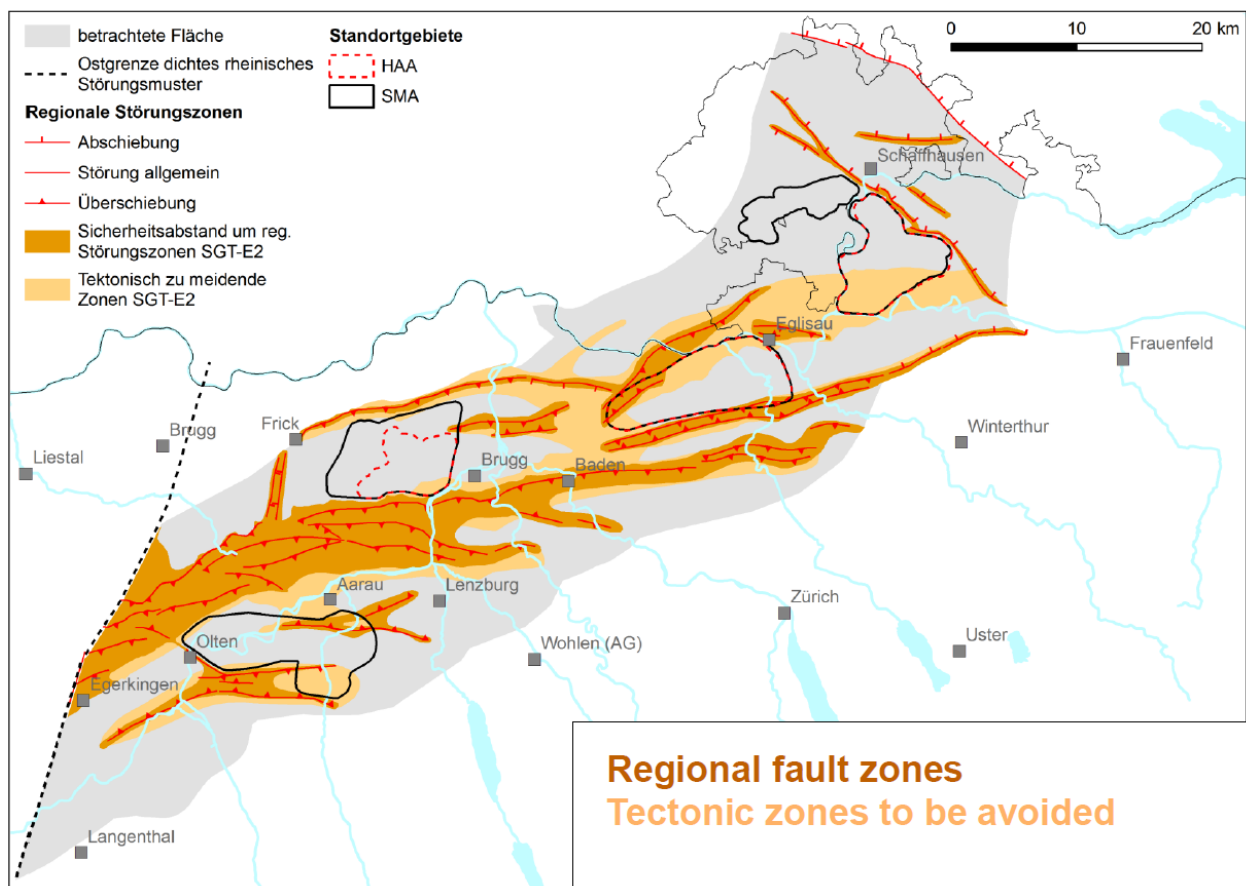 betrachtete Fläche
Ostgrenze dichtes rheinisches
Störungsmuster
Regionale Störungszonen
Abschiebung
Störung allgemein
Überschiebung
Sicherheitsabstand um reg.
Störungszonen SGT-E2
Tektonisch zu meidende
Zonen SGT-E2
Standortgebiete
HAA
SMA
0 10 20 km
Schaffhausen
Eglisau
Frauenfeld
Brugg
Frick
Liestal
Winterthur
Brugg
Baden
Aarau
Lenzburg
Zürich
Olten
Wohlen (AG)
Uster
Egerkingen
Langenthal
Regional fault zones
Tectonic zones to be avoided